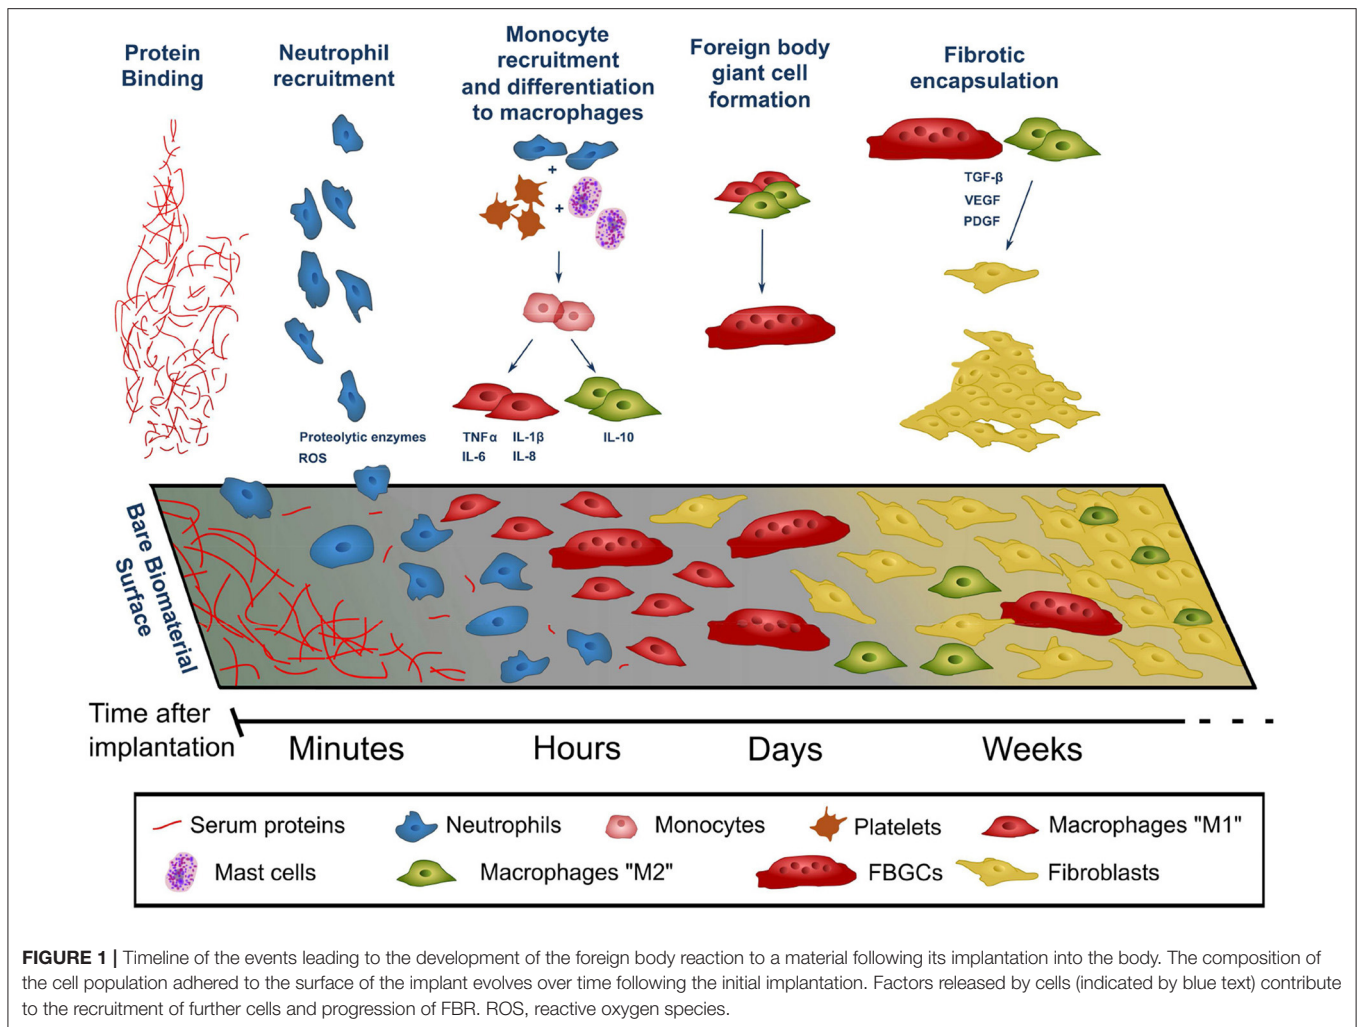 Protein
Binding
Neutrophil
recruitment
Monocyte
recruitment
and differentiation
to macrophages
Foreign body
giant cell
formation
Fibrotic
encapsulation
+
+
TGF-β
VEGF
PDGF
Proteolytic enzymes
ROS
TNFα IL-1β
IL-6 IL-8
IL-10
Bare Biomaterial
Surface
Time after
implantation
Minutes
Hours
Days
Weeks
Serum proteins
Neutrophils
Monocytes
Platelets
Macrophages "M1"
Mast cells
Macrophages "M2"
FBGCs
Fibroblasts
FIGURE 1 | Timeline of the events leading to the development of the foreign body reaction to a material following its implantation into the body. The composition of
the cell population adhered to the surface of the implant evolves over time following the initial implantation. Factors released by cells (indicated by blue text) contribute
to the recruitment of further cells and progression of FBR. ROS, reactive oxygen species.